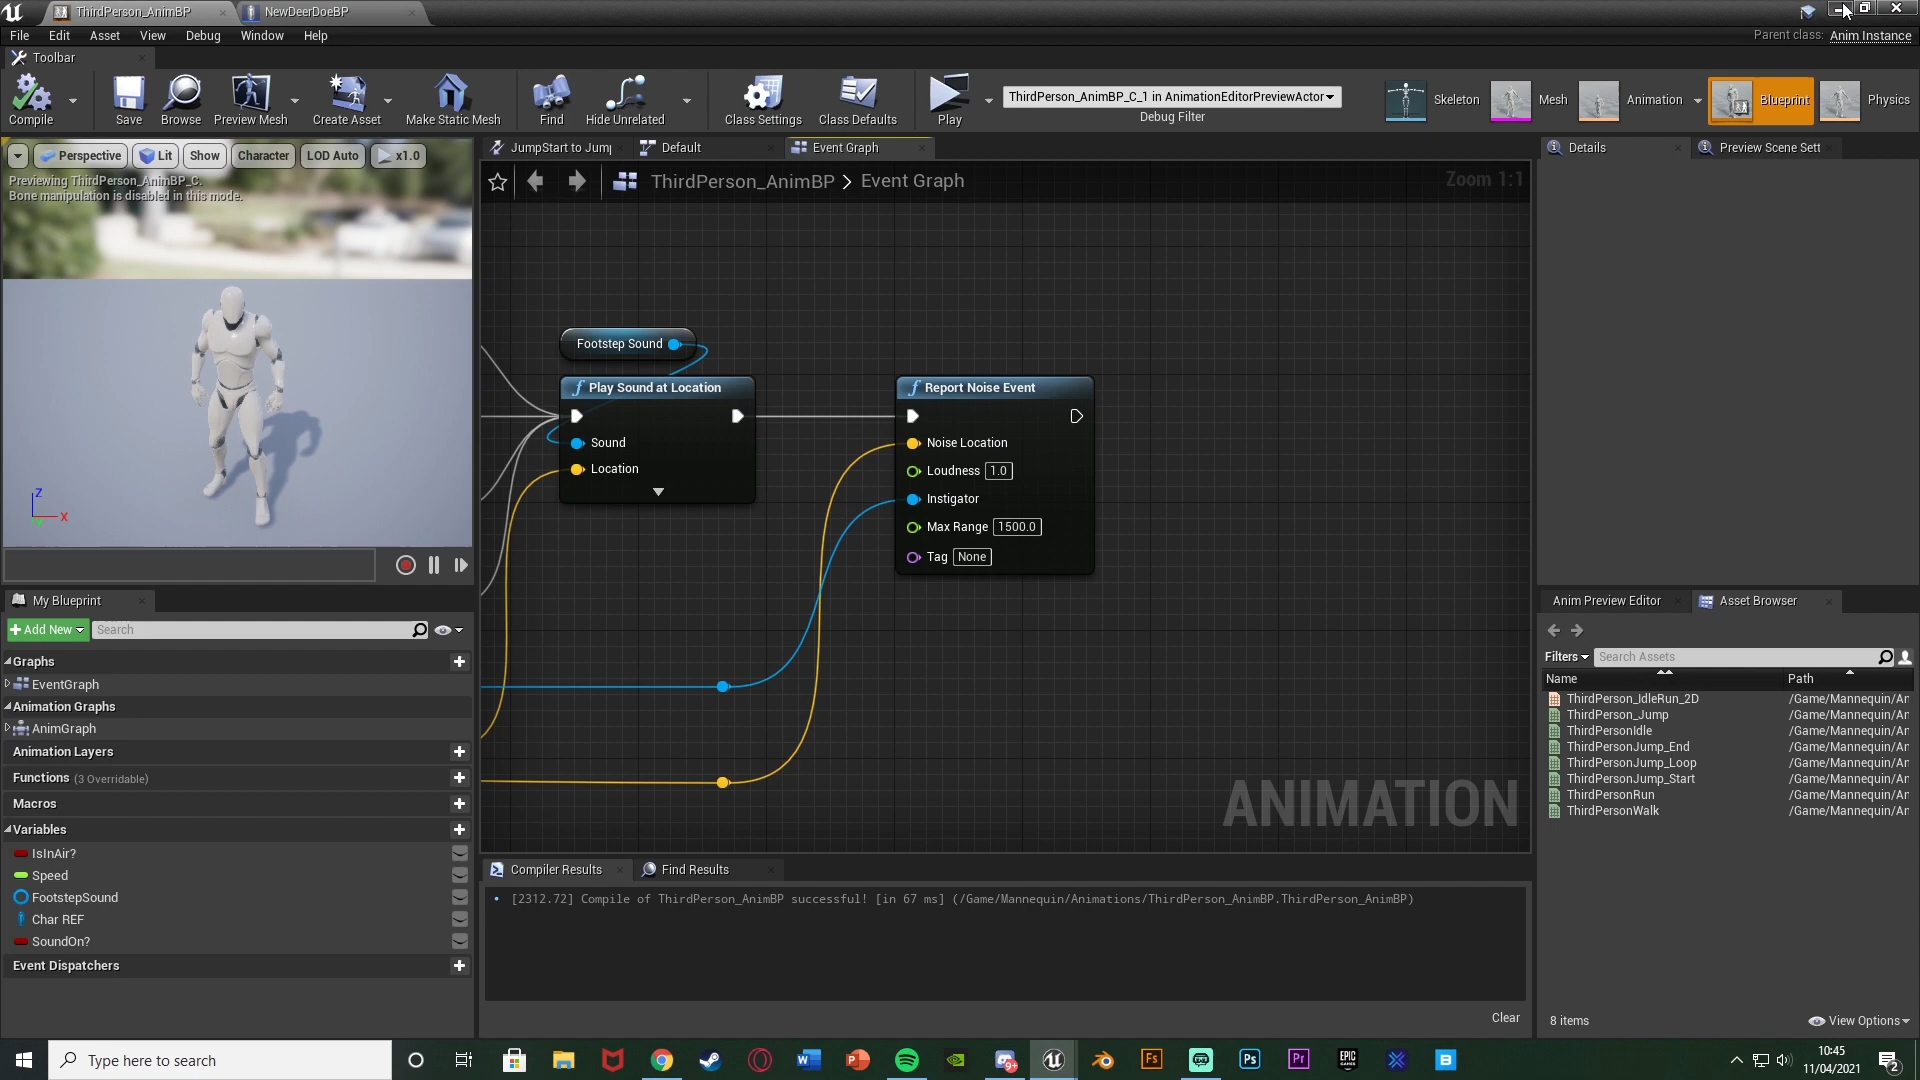 ThirdPerson_AnimBP
NewDeerDoeBP
File Edit Asset View Debug Window Help
Parent class: Anim Instance
Toolbar
Compile
Save
Browse
Preview Mesh
Create Asset
Make Static Mesh
Find
Hide Unrelated
Class Settings
Class Defaults
Play
ThirdPerson_AnimBP_C_1 in AnimationEditorPreviewActor
Debug Filter
Skeleton
Mesh
Animation
Blueprint
Physics
Perspective
Lit
Show
Character
LOD Auto
x1.0
Previewing ThirdPerson_AnimBP_C.
Bone manipulation is disabled in this mode.
Z
X
Y
My Blueprint
Add New
Search
Graphs
EventGraph
Animation Graphs
AnimGraph
Animation Layers
Functions (3 Overridable)
Macros
Variables
IsInAir?
Speed
FootstepSound
Char REF
SoundOn?
Event Dispatchers
JumpStart to Jump
Default
Event Graph
ThirdPerson_AnimBP > Event Graph
Zoom 1:1
Footstep Sound
f Play Sound at Location
Sound
Location
f Report Noise Event
Noise Location
Loudness 1.0
Instigator
Max Range 1500.0
Tag None
ANIMATION
Compiler Results
Find Results
[2312.72] Compile of ThirdPerson_AnimBP successful! [in 67 ms] (/Game/Mannequin/Animations/ThirdPerson_AnimBP.ThirdPerson_AnimBP)
Clear
Details
Preview Scene Sett
Anim Preview Editor
Asset Browser
Filters
Search Assets
Name Path
ThirdPerson_IdleRun_2D /Game/Mannequin/An
ThirdPerson_Jump /Game/Mannequin/An
ThirdPersonIdle /Game/Mannequin/An
ThirdPersonJump_End /Game/Mannequin/An
ThirdPersonJump_Loop /Game/Mannequin/An
ThirdPersonJump_Start /Game/Mannequin/An
ThirdPersonRun /Game/Mannequin/An
ThirdPersonWalk /Game/Mannequin/An
8 items
View Options
Type here to search
9+
W
P
Fs
Ps
Pr
EPIC
GAMES
B
10:45
11/04/2021
2